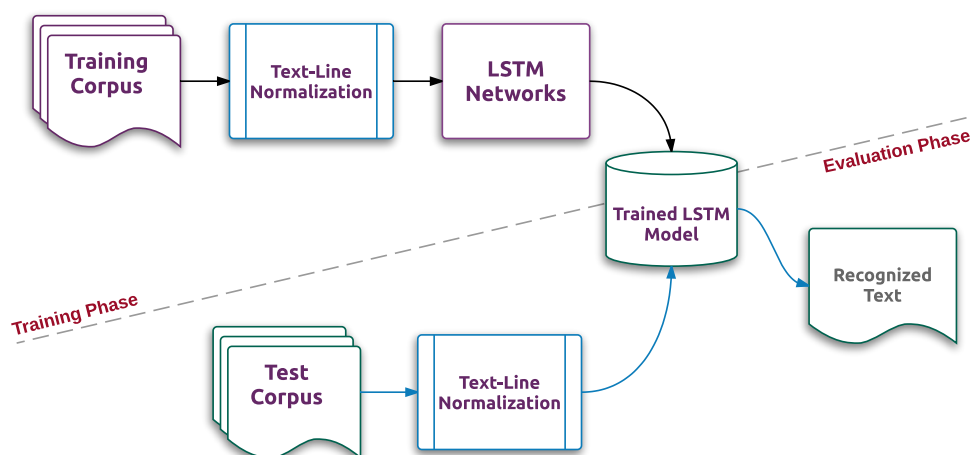 Training
Corpus
Text-Line
Normalization
LSTM
Networks
Evaluation Phase
Trained LSTM
Model
Recognized
Text
Training Phase
Test
Corpus
Text-Line
Normalization